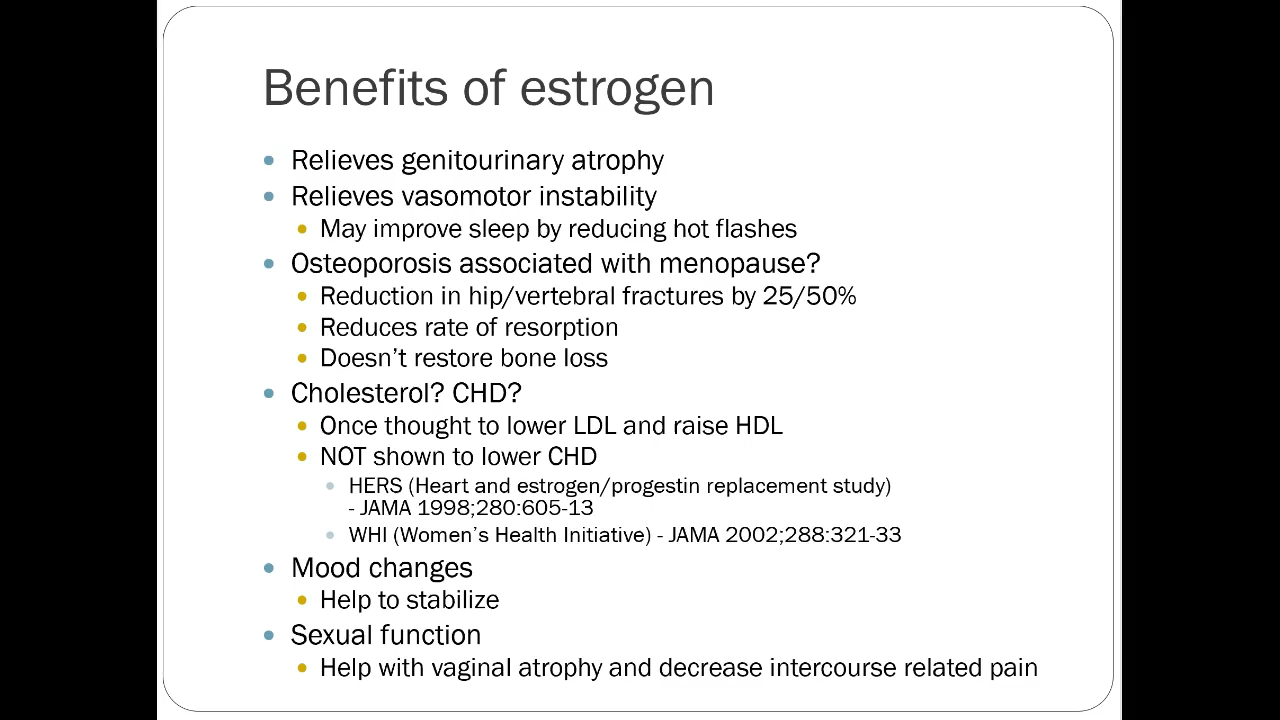 Benefits of estrogen
Relieves genitourinary atrophy
Relieves vasomotor instability
May improve sleep by reducing hot flashes
Osteoporosis associated with menopause?
Reduction in hip/vertebral fractures by 25/50%
Reduces rate of resorption
Doesn’t restore bone loss
Cholesterol? CHD?
Once thought to lower LDL and raise HDL
NOT shown to lower CHD
HERS (Heart and estrogen/progestin replacement study)
- JAMA 1998;280:605-13
WHI (Women’s Health Initiative) - JAMA 2002;288:321-33
Mood changes
Help to stabilize
Sexual function
Help with vaginal atrophy and decrease intercourse related pain